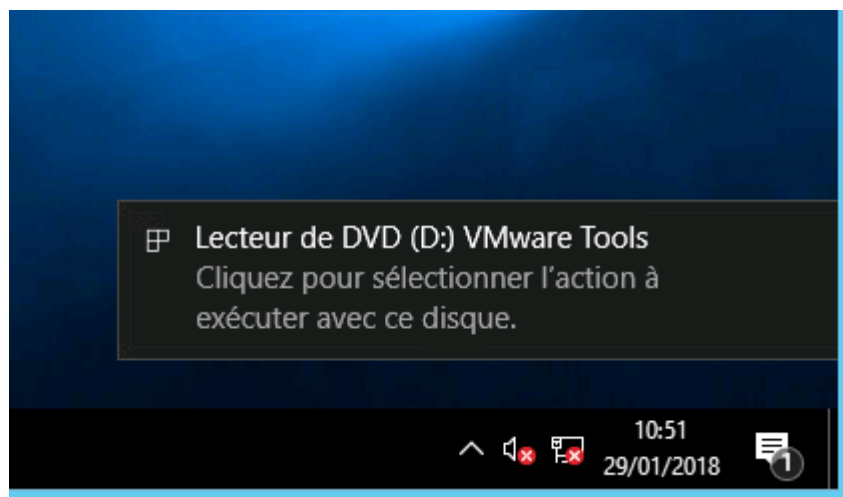 Lecteur de DVD (D:) VMware Tools
Cliquez pour sélectionner l'action à
exécuter avec ce disque.
10:51
29/01/2018
1